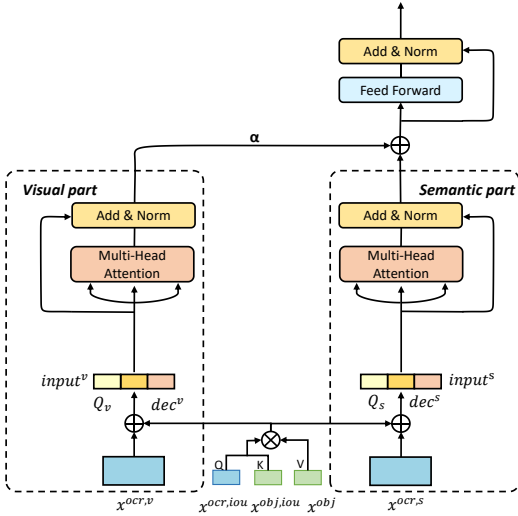 Add & Norm
Feed Forward
α
Visual part
Semantic part
Add & Norm
Add & Norm
Multi-Head
Attention
Multi-Head
Attention
input^v
input^s
Q_v
dec^v
Q_s
dec^s
Q
K
V
x^{ocr,v}
x^{ocr,iou}
x^{obj,iou}
x^{obj}
x^{ocr,s}